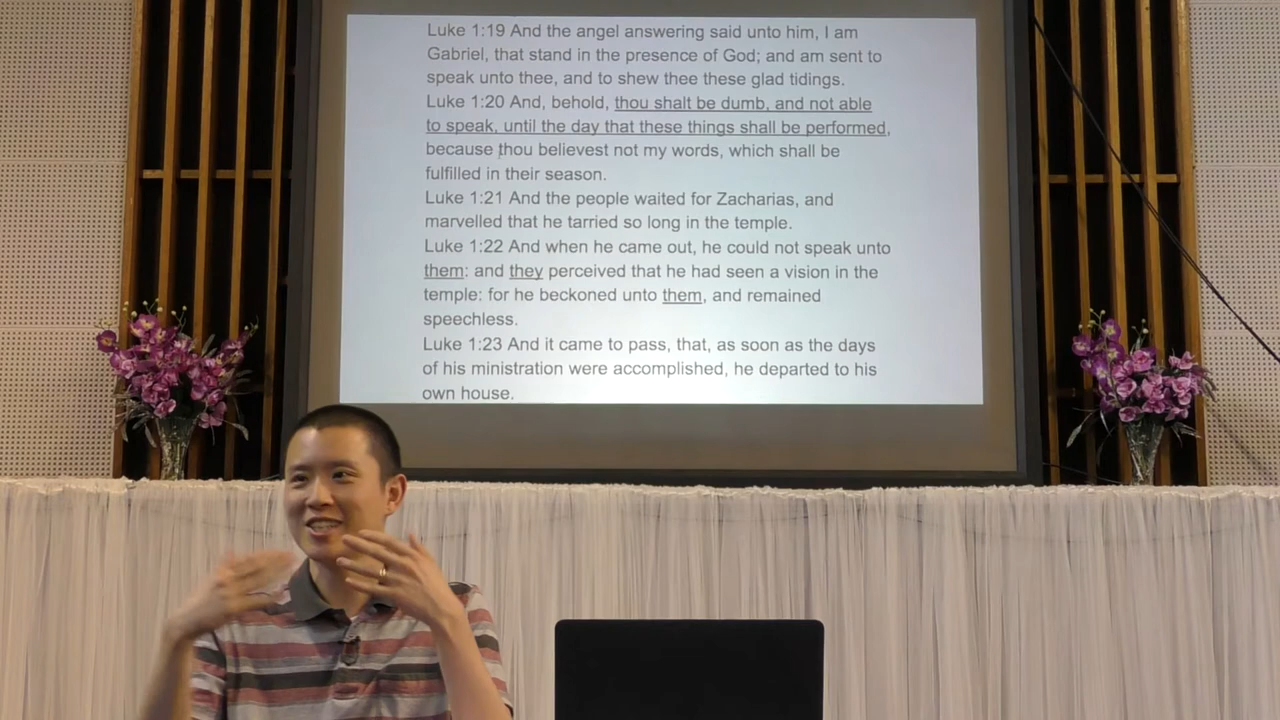 Luke 1:19 And the angel answering said unto him, I am
Gabriel, that stand in the presence of God; and am sent to
speak unto thee, and to shew thee these glad tidings.
Luke 1:20 And, behold, thou shalt be dumb, and not able
to speak, until the day that these things shall be performed,
because thou believest not my words, which shall be
fulfilled in their season.
Luke 1:21 And the people waited for Zacharias, and
marvelled that he tarried so long in the temple.
Luke 1:22 And when he came out, he could not speak unto
them: and they perceived that he had seen a vision in the
temple: for he beckoned unto them, and remained
speechless.
Luke 1:23 And it came to pass, that, as soon as the days
of his ministration were accomplished, he departed to his
own house.